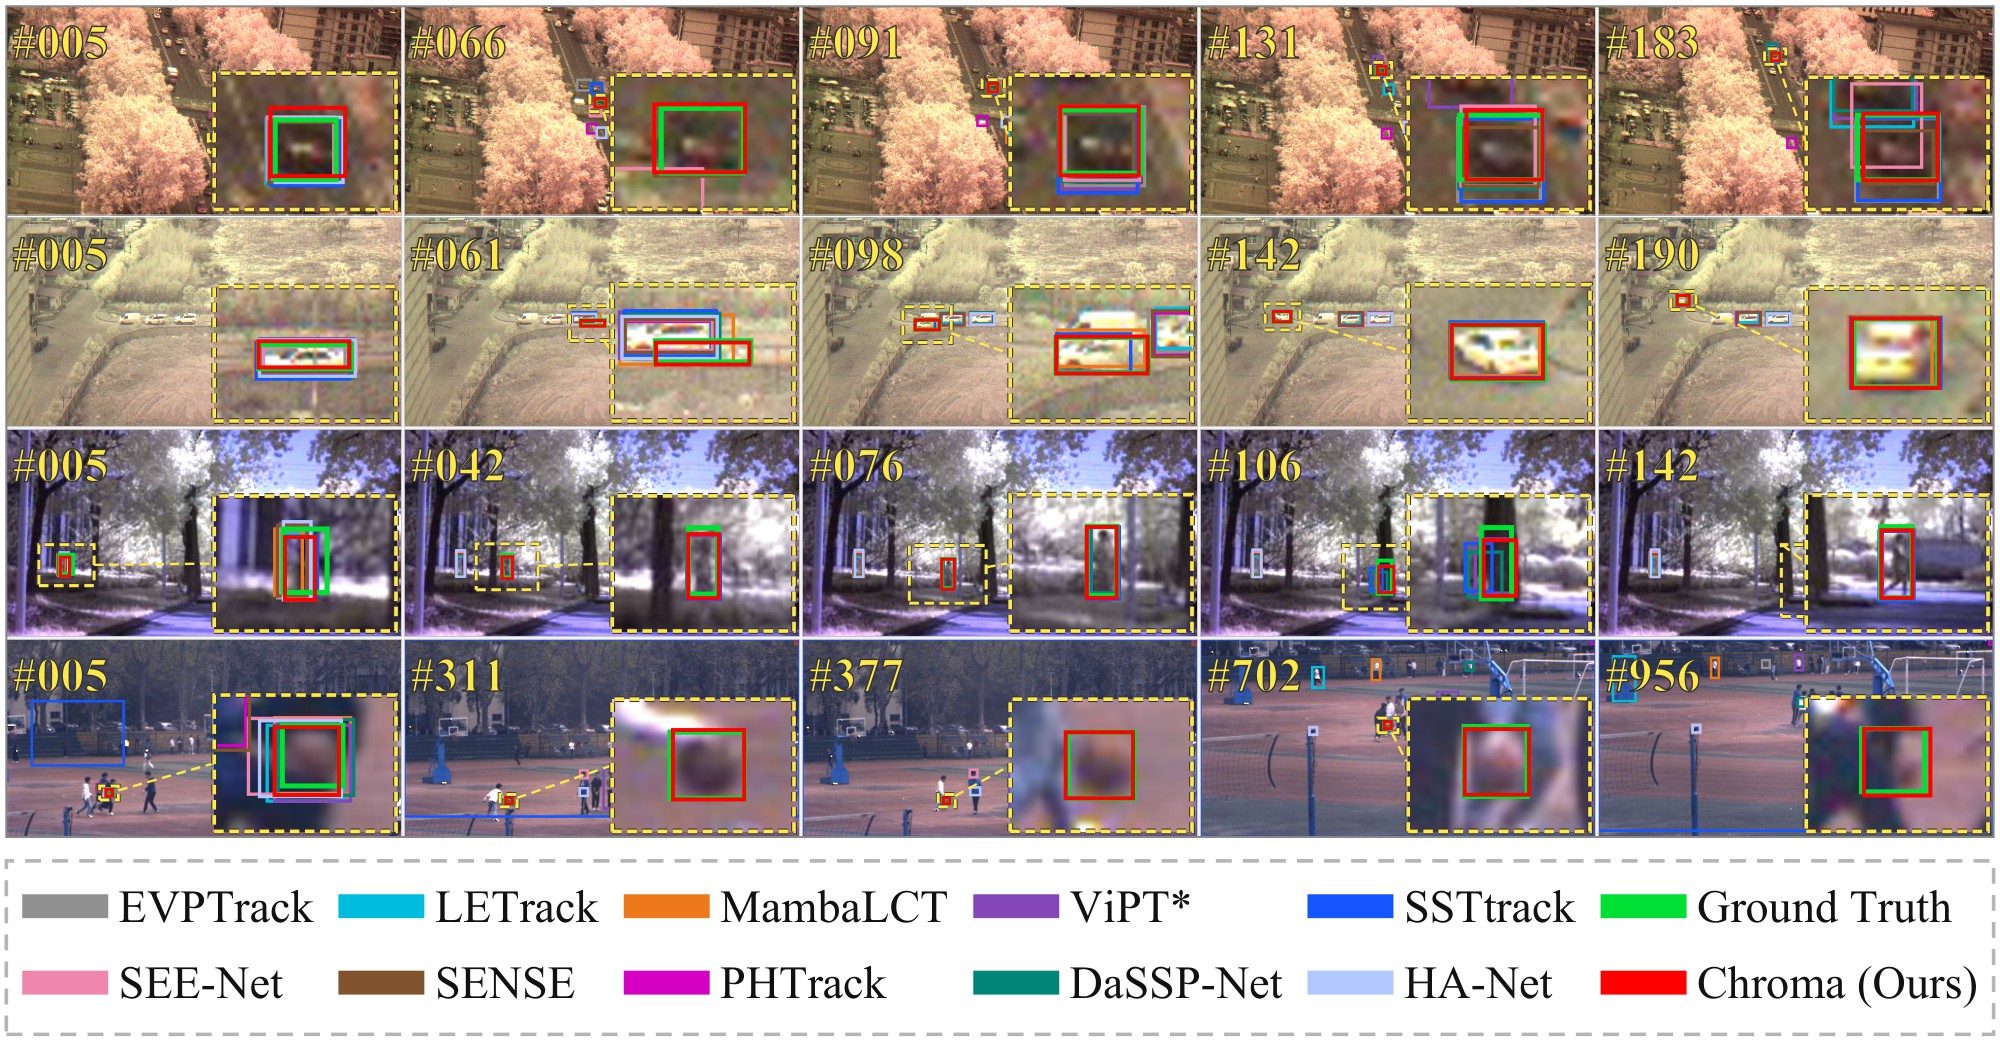 #005 #066 #091 #131 #183
#005 #061 #098 #142 #190
#005 #042 #076 #106 #142
#005 #311 #377 #702 #956
EVPTrack LETrack MambaLCT ViPT* SSTtrack Ground Truth
SEE-Net SENSE PHTrack DaSSP-Net HA-Net Chroma (Ours)